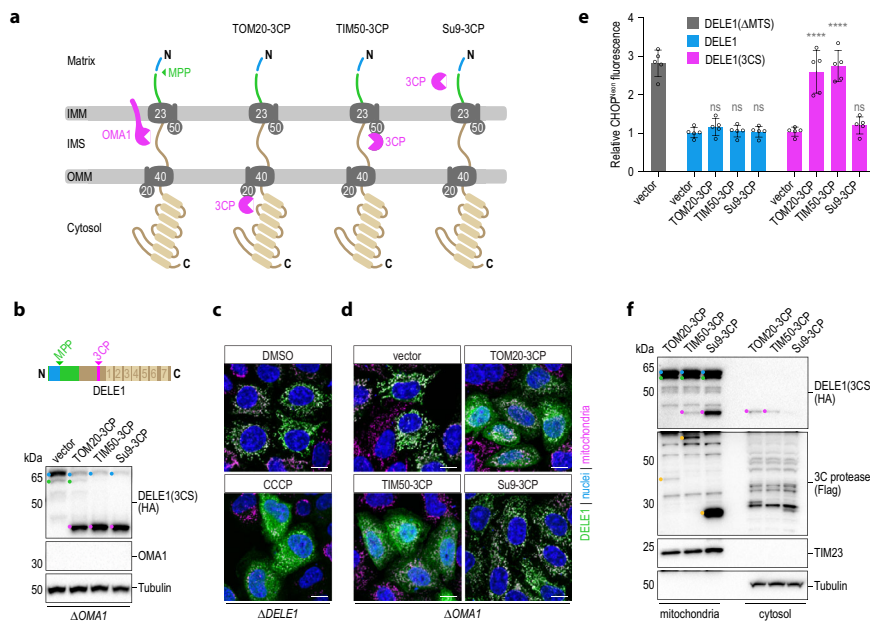 a
TOM20-3CP
TIM50-3CP
Su9-3CP
Matrix
N
N
N
N
MPP
3CP
IMM
23
23
23
23
50
50
50
50
OMA1
3CP
IMS
OMM
40
40
40
40
20
20
20
20
3CP
Cytosol
C
C
C
C
b
MPP
3CP
N
1 2 3 4 5 6 7
C
DELE1
vector
TOM20-3CP
TIM50-3CP
Su9-3CP
kDa
65
50
DELE1(3CS)
(HA)
30
OMA1
50
Tubulin
ΔOMA1
c
DMSO
CCCP
ΔDELE1
d
vector
TOM20-3CP
TIM50-3CP
Su9-3CP
ΔOMA1
DELE1 | nuclei | mitochondria
e
Relative CHOPNeon fluorescence
4
3
2
1
0
DELE1(ΔMTS)
DELE1
DELE1(3CS)
ns
ns
ns
****
****
ns
vector
vector
TOM20-3CP
TIM50-3CP
Su9-3CP
vector
TOM20-3CP
TIM50-3CP
Su9-3CP
f
TOM20-3CP
TIM50-3CP
Su9-3CP
TOM20-3CP
TIM50-3CP
Su9-3CP
kDa
65
50
DELE1(3CS)
(HA)
65
50
3C protease
(Flag)
30
25
TIM23
50
Tubulin
mitochondria
cytosol